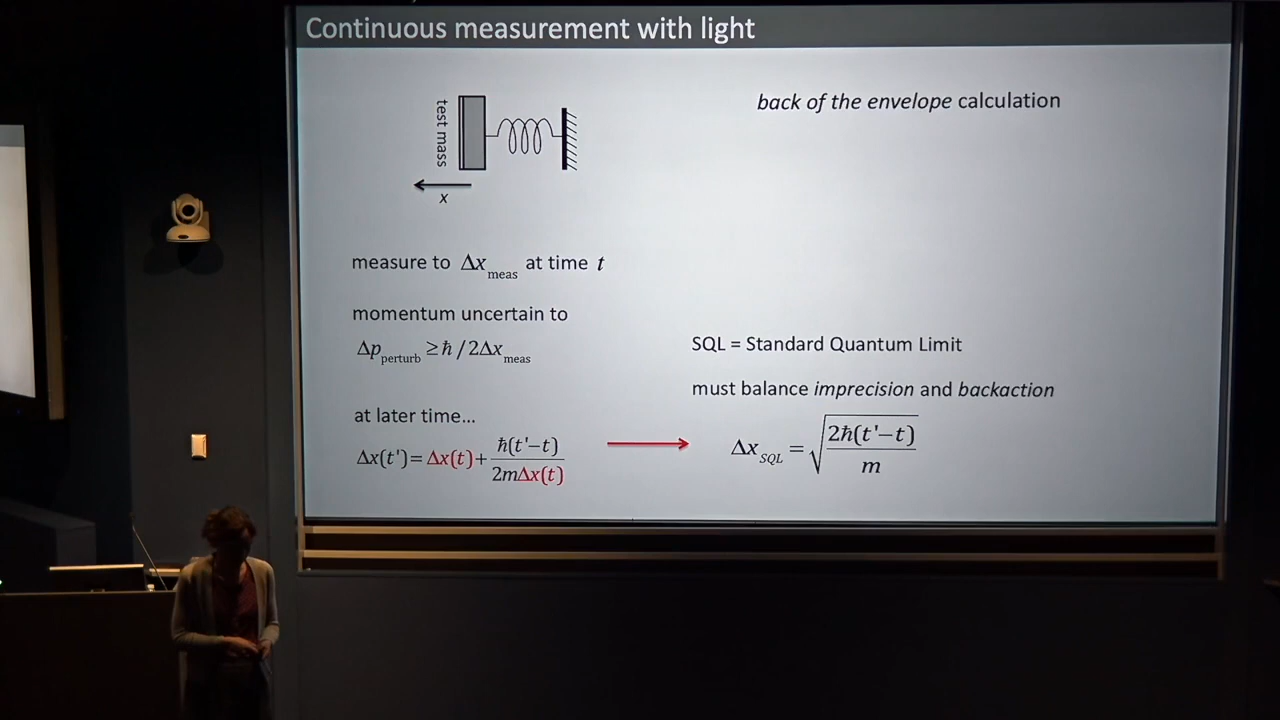 Continuous measurement with light
test mass
x
back of the envelope calculation
measure to Δx_meas at time t
momentum uncertain to
Δp_perturb ≥ ħ/2Δx_meas
at later time...
Δx(t') = Δx(t) + ħ(t'−t) / 2mΔx(t)
SQL = Standard Quantum Limit
must balance imprecision and backaction
Δx_SQL = √(2ħ(t'−t) / m)